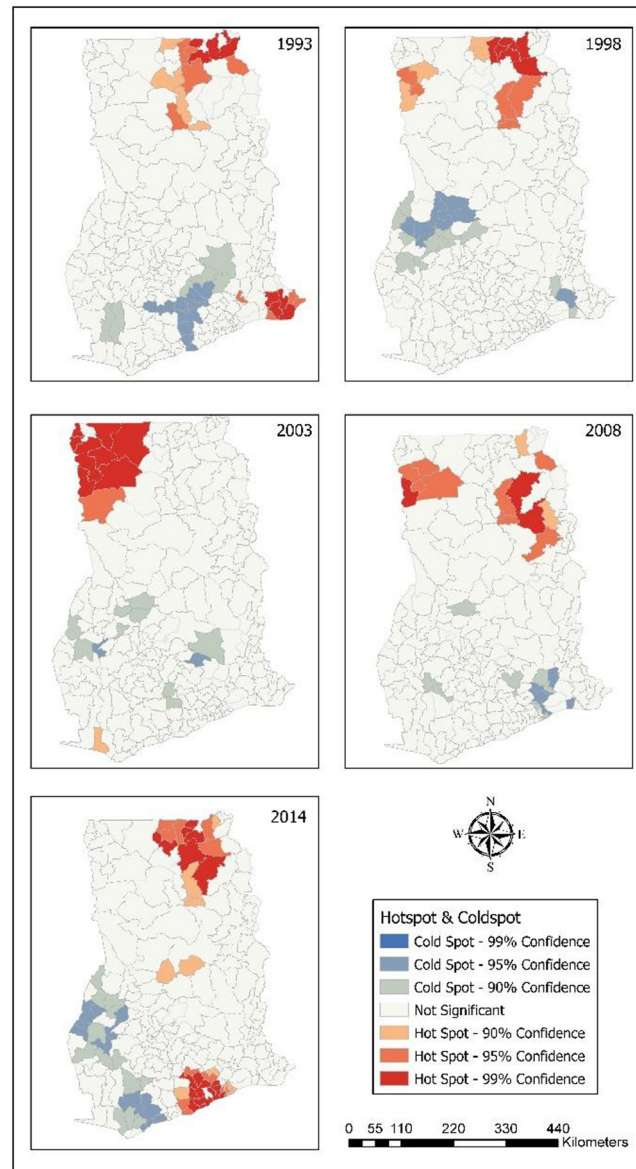 1993
1998
2003
2008
2014
N
W E
S
Hotspot & Coldspot
Cold Spot - 99% Confidence
Cold Spot - 95% Confidence
Cold Spot - 90% Confidence
Not Significant
Hot Spot - 90% Confidence
Hot Spot - 95% Confidence
Hot Spot - 99% Confidence
0 55 110 220 330 440
Kilometers